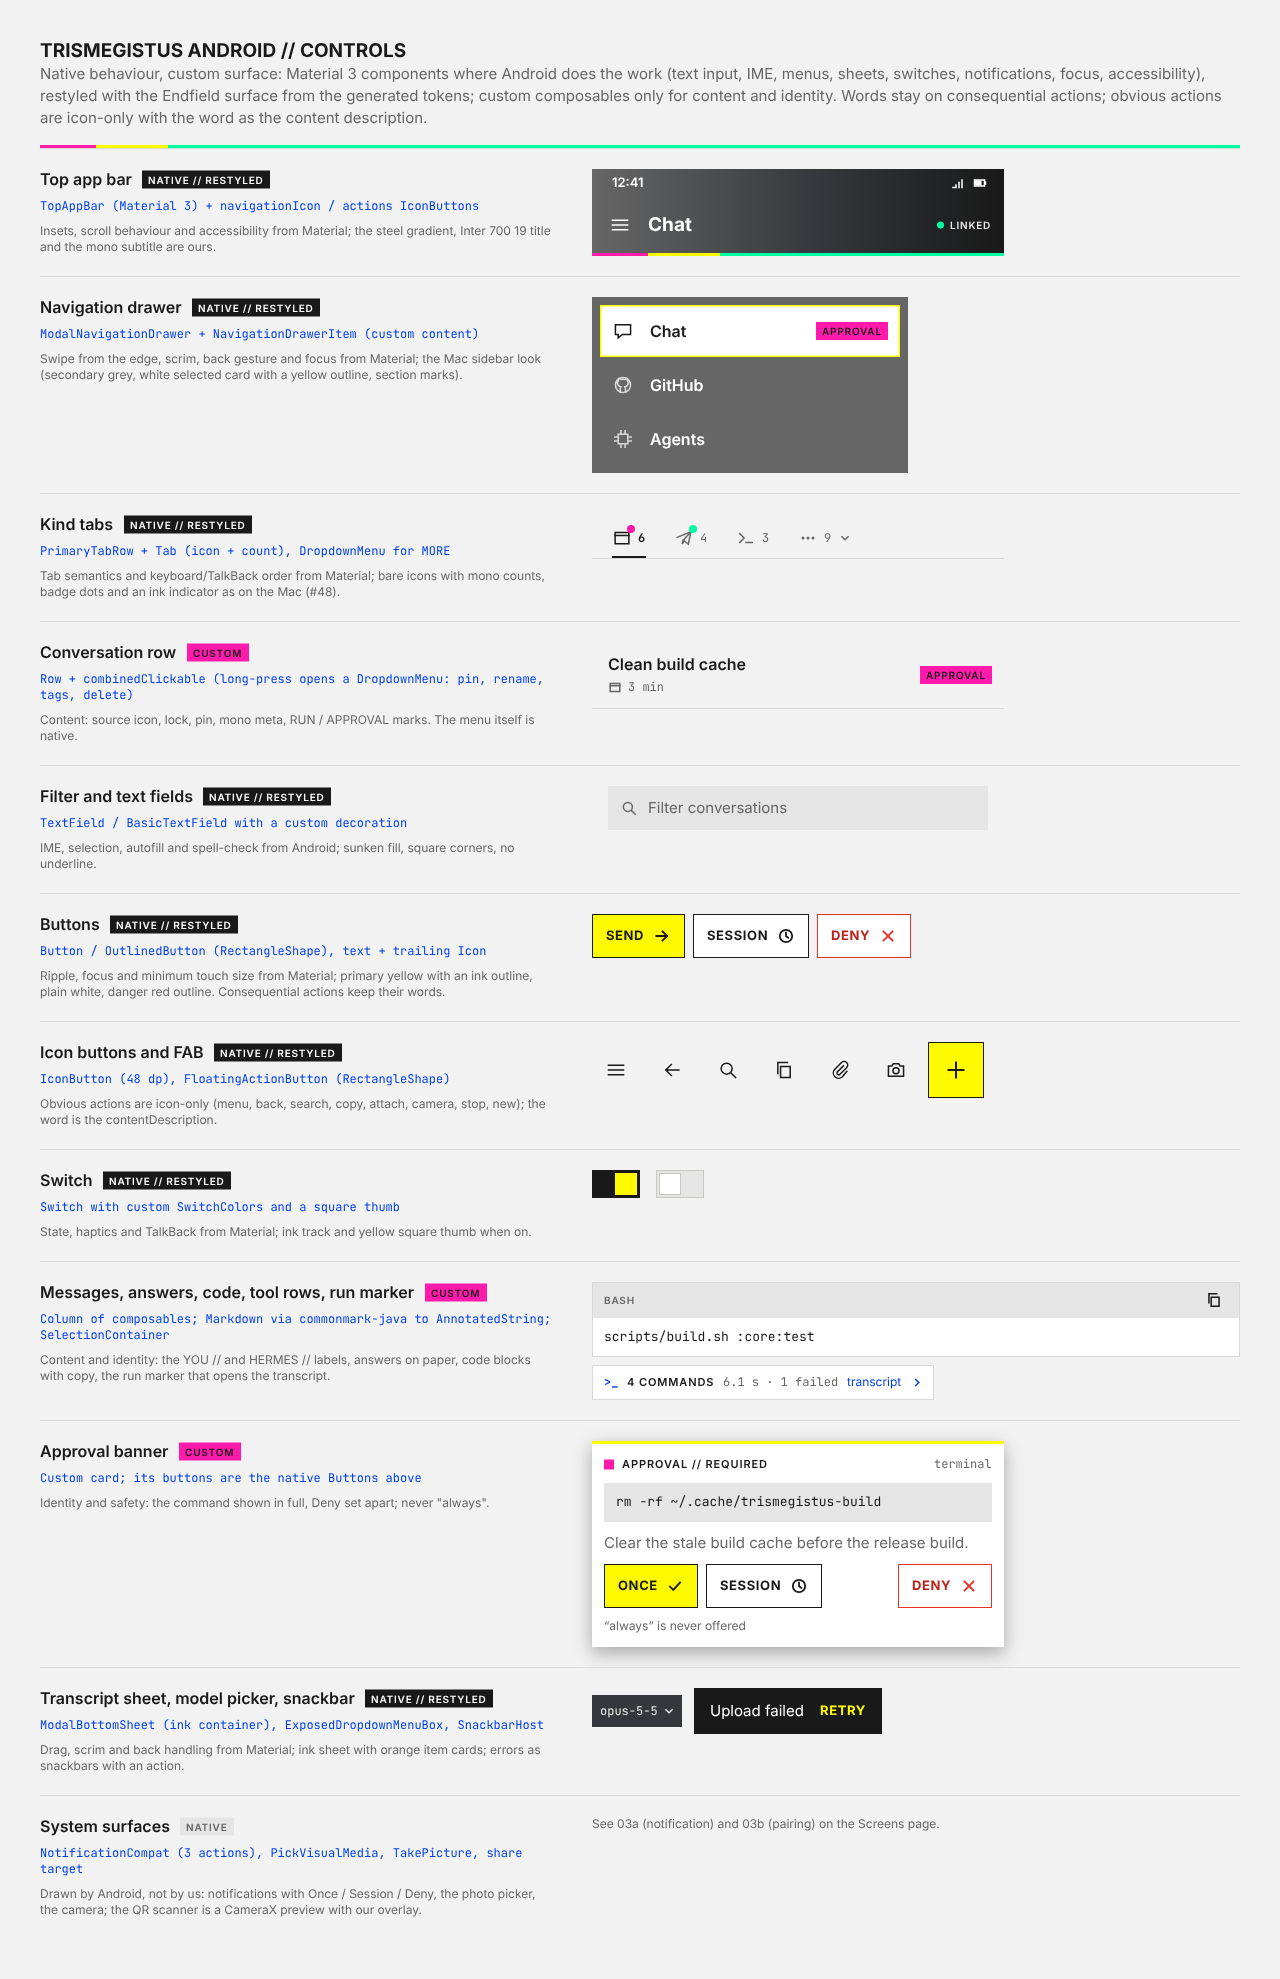 TRISMEGISTUS ANDROID // CONTROLS
Native behaviour, custom surface: Material 3 components where Android does the work (text input, IME, menus, sheets, switches, notifications, focus, accessibility),
restyled with the Endfield surface from the generated tokens; custom composables only for content and identity. Words stay on consequential actions; obvious actions
are icon-only with the word as the content description.
Top app bar NATIVE // RESTYLED
TopAppBar (Material 3) + navigationIcon / actions IconButtons
Insets, scroll behaviour and accessibility from Material; the steel gradient, Inter 700 19 title
and the mono subtitle are ours.
12:41
Chat
LINKED
Navigation drawer NATIVE // RESTYLED
ModalNavigationDrawer + NavigationDrawerItem (custom content)
Swipe from the edge, scrim, back gesture and focus from Material; the Mac sidebar look
(secondary grey, white selected card with a yellow outline, section marks).
Chat APPROVAL
GitHub
Agents
Kind tabs NATIVE // RESTYLED
PrimaryTabRow + Tab (icon + count), DropdownMenu for MORE
Tab semantics and keyboard/TalkBack order from Material; bare icons with mono counts,
badge dots and an ink indicator as on the Mac (#48).
6 4 3 9
Conversation row CUSTOM
Row + combinedClickable (long-press opens a DropdownMenu: pin, rename,
tags, delete)
Content: source icon, lock, pin, mono meta, RUN / APPROVAL marks. The menu itself is
native.
Clean build cache
3 min
APPROVAL
Filter and text fields NATIVE // RESTYLED
TextField / BasicTextField with a custom decoration
IME, selection, autofill and spell-check from Android; sunken fill, square corners, no
underline.
Filter conversations
Buttons NATIVE // RESTYLED
Button / OutlinedButton (RectangleShape), text + trailing Icon
Ripple, focus and minimum touch size from Material; primary yellow with an ink outline,
plain white, danger red outline. Consequential actions keep their words.
SEND SESSION DENY
Icon buttons and FAB NATIVE // RESTYLED
IconButton (48 dp), FloatingActionButton (RectangleShape)
Obvious actions are icon-only (menu, back, search, copy, attach, camera, stop, new); the
word is the contentDescription.
Switch NATIVE // RESTYLED
Switch with custom SwitchColors and a square thumb
State, haptics and TalkBack from Material; ink track and yellow square thumb when on.
Messages, answers, code, tool rows, run marker CUSTOM
Column of composables; Markdown via commonmark-java to AnnotatedString;
SelectionContainer
Content and identity: the YOU // and HERMES // labels, answers on paper, code blocks
with copy, the run marker that opens the transcript.
BASH
scripts/build.sh :core:test
>_ 4 COMMANDS 6.1 s · 1 failed transcript
Approval banner CUSTOM
Custom card; its buttons are the native Buttons above
Identity and safety: the command shown in full, Deny set apart; never "always".
APPROVAL // REQUIRED terminal
rm -rf ~/.cache/trismegistus-build
Clear the stale build cache before the release build.
ONCE SESSION DENY
“always” is never offered
Transcript sheet, model picker, snackbar NATIVE // RESTYLED
ModalBottomSheet (ink container), ExposedDropdownMenuBox, SnackbarHost
Drag, scrim and back handling from Material; ink sheet with orange item cards; errors as
snackbars with an action.
opus-5-5
Upload failed RETRY
System surfaces NATIVE
NotificationCompat (3 actions), PickVisualMedia, TakePicture, share
target
Drawn by Android, not by us: notifications with Once / Session / Deny, the photo picker,
the camera; the QR scanner is a CameraX preview with our overlay.
See 03a (notification) and 03b (pairing) on the Screens page.